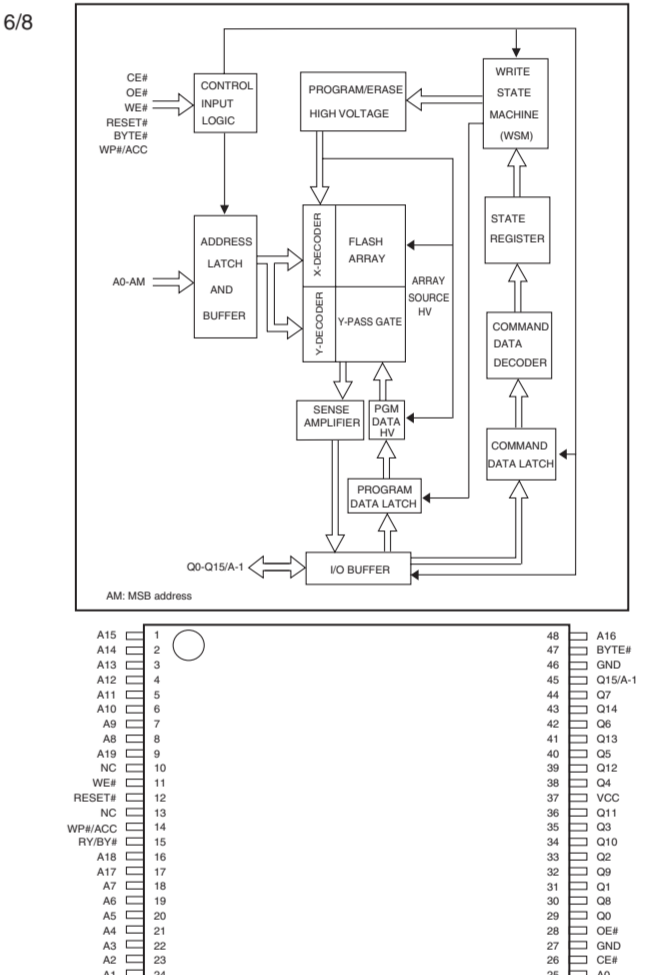 6/8
CE#
OE#
WE#
RESET#
BYTE#
WP#/ACC
CONTROL
INPUT
LOGIC
PROGRAM/ERASE
HIGH VOLTAGE
WRITE
STATE
MACHINE
(WSM)
STATE
REGISTER
A0-AM
ADDRESS
LATCH
AND
BUFFER
X-DECODER
FLASH
ARRAY
Y-DECODER
Y-PASS GATE
ARRAY
SOURCE
HV
COMMAND
DATA
DECODER
SENSE
AMPLIFIER
PGM
DATA
HV
COMMAND
DATA LATCH
PROGRAM
DATA LATCH
Q0-Q15/A-1
I/O BUFFER
AM: MSB address
A15 1 48 A16
A14 2 47 BYTE#
A13 3 46 GND
A12 4 45 Q15/A-1
A11 5 44 Q7
A10 6 43 Q14
A9 7 42 Q6
A8 8 41 Q13
A19 9 40 Q5
NC 10 39 Q12
WE# 11 38 Q4
RESET# 12 37 VCC
NC 13 36 Q11
WP#/ACC 14 35 Q3
RY/BY# 15 34 Q10
A18 16 33 Q2
A17 17 32 Q9
A7 18 31 Q1
A6 19 30 Q8
A5 20 29 Q0
A4 21 28 OE#
A3 22 27 GND
A2 23 26 CE#
A1 24 25 A0